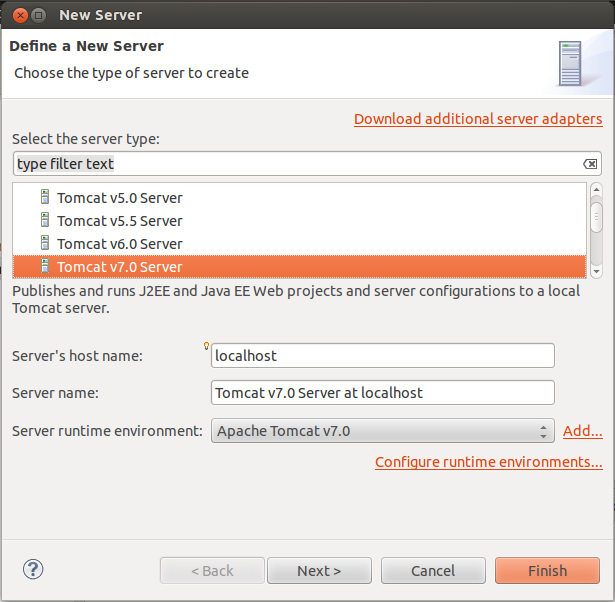 New Server
Define a New Server
Choose the type of server to create
Download additional server adapters
Select the server type:
type filter text
Tomcat v5.0 Server
Tomcat v5.5 Server
Tomcat v6.0 Server
Tomcat v7.0 Server
Publishes and runs J2EE and Java EE Web projects and server configurations to a local
Tomcat server.
Server's host name: localhost
Server name: Tomcat v7.0 Server at localhost
Server runtime environment: Apache Tomcat v7.0 Add...
Configure runtime environments...
? < Back Next > Cancel Finish